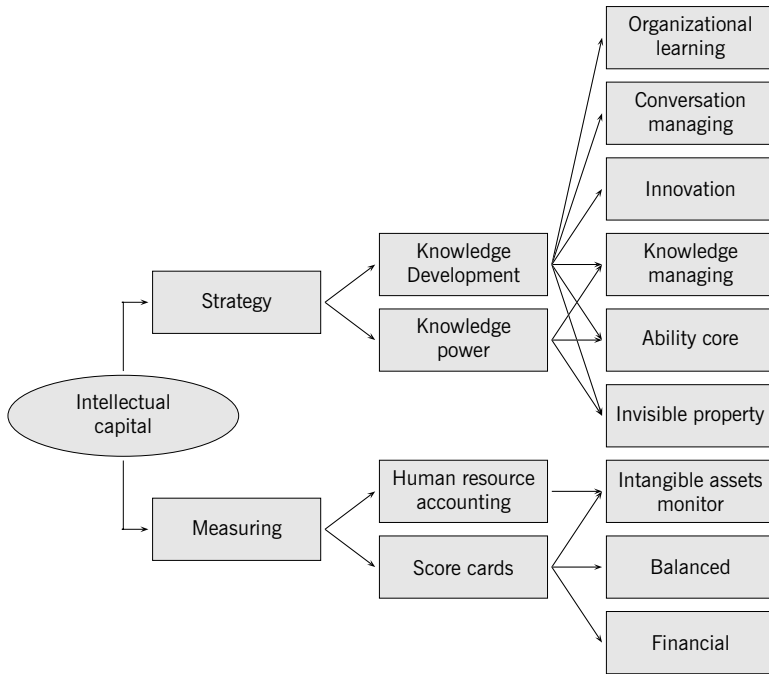 Organizational
learning
Conversation
managing
Innovation
Knowledge
Development
Knowledge
managing
Strategy
Knowledge
power
Ability core
Intellectual
capital
Invisible property
Human resource
accounting
Intangible assets
monitor
Measuring
Score cards
Balanced
Financial